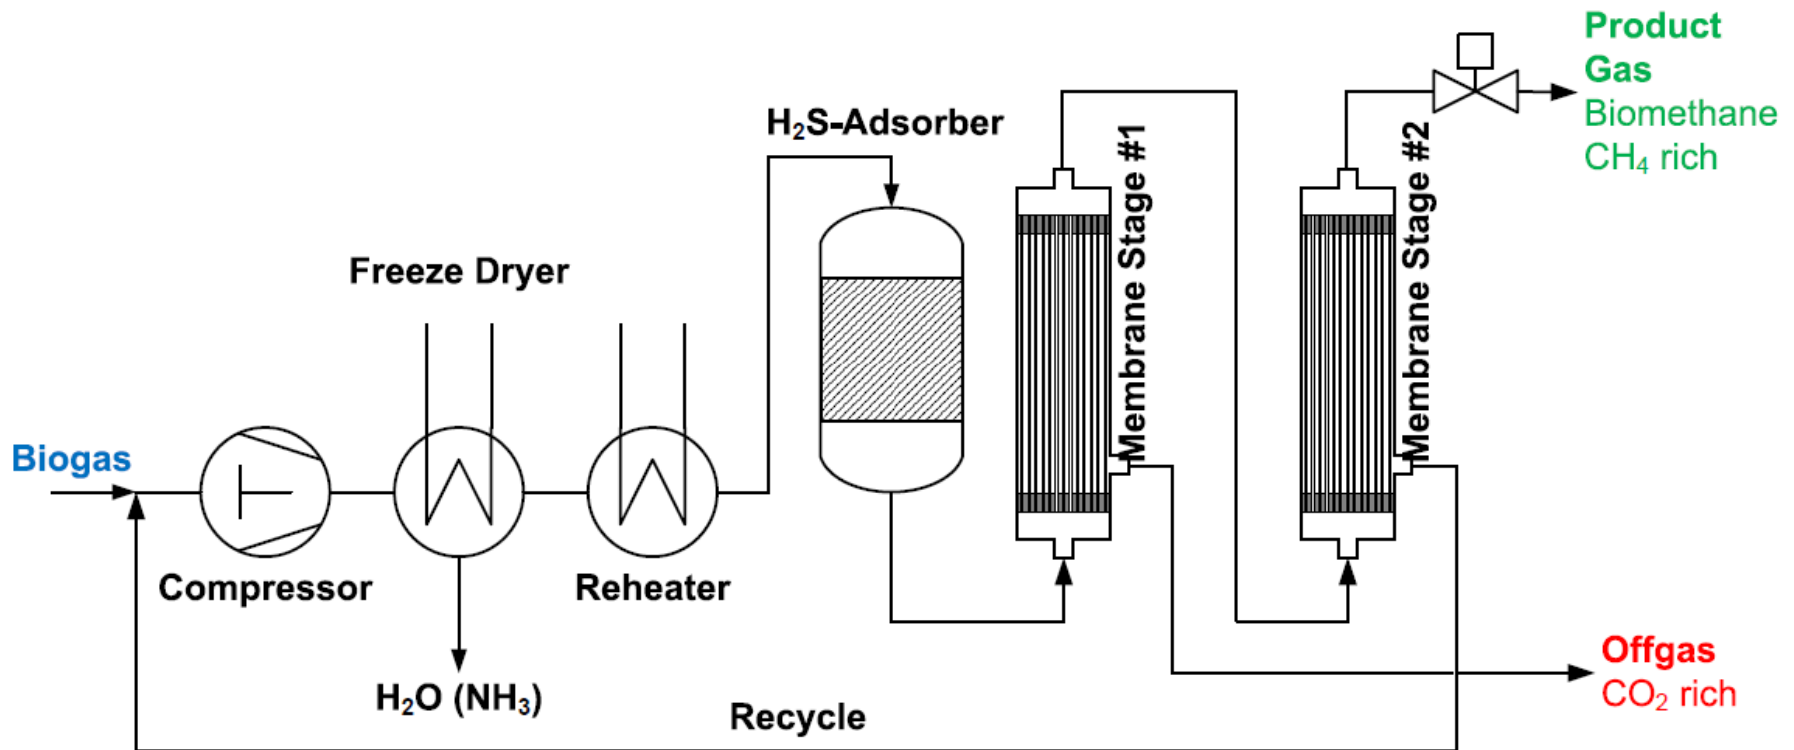 Product
Gas
Biomethane
CH₄ rich
H₂S-Adsorber
Membrane Stage #1
Membrane Stage #2
Freeze Dryer
Biogas
Compressor
Reheater
H₂O (NH₃)
Recycle
Offgas
CO₂ rich